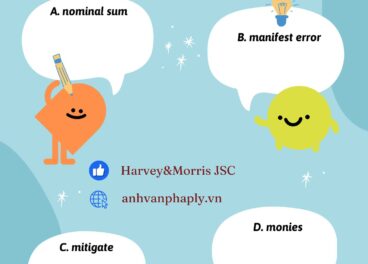 A. nominal sum
B. manifest error
Harvey&Morris JSC
anhvanphaply.vn
C. mitigate
D. monies